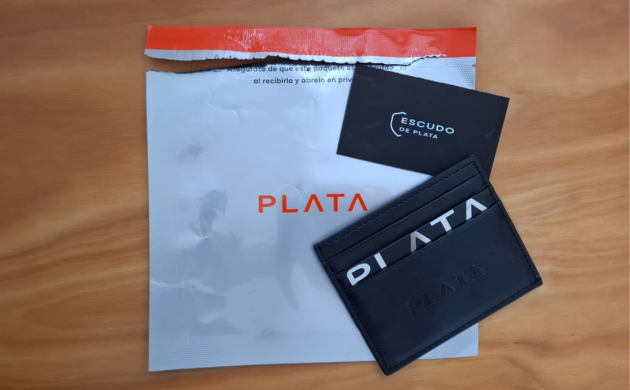 Asegúrate de que este paquete
al recibirlo y ábrelo en priv
PLATA
ESCUDO
DE PLATA
PLATA
PLATA